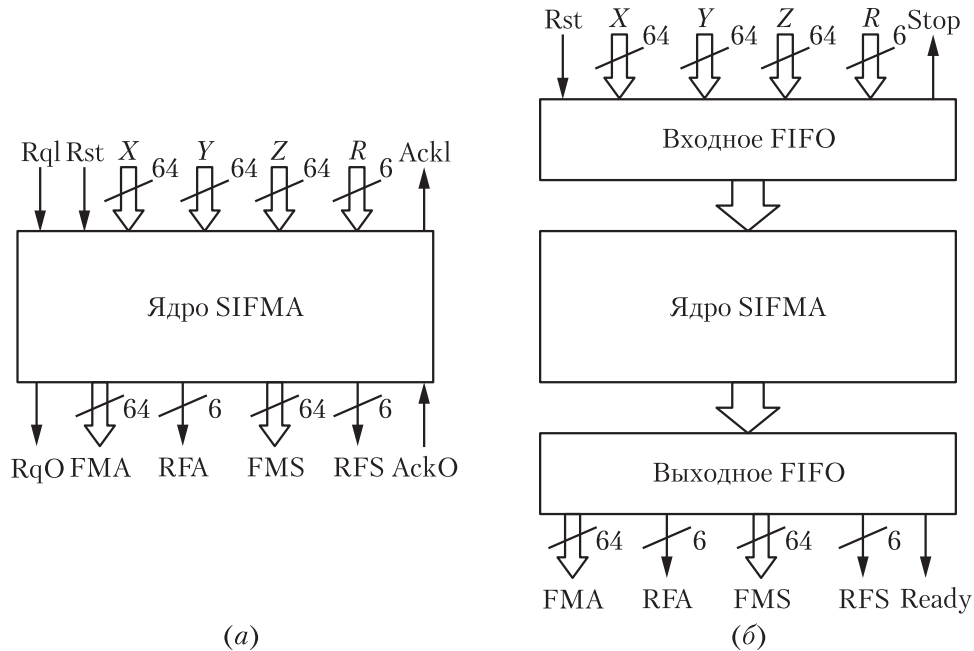 Rql Rst X Y Z R Ackl
64 64 64 6
Ядро SIFMA
64 6 64 6
RqO FMA RFA FMS RFS AckO
(а)
Rst X Y Z R Stop
64 64 64 6
Входное FIFO
Ядро SIFMA
Выходное FIFO
64 6 64 6
FMA RFA FMS RFS Ready
(б)